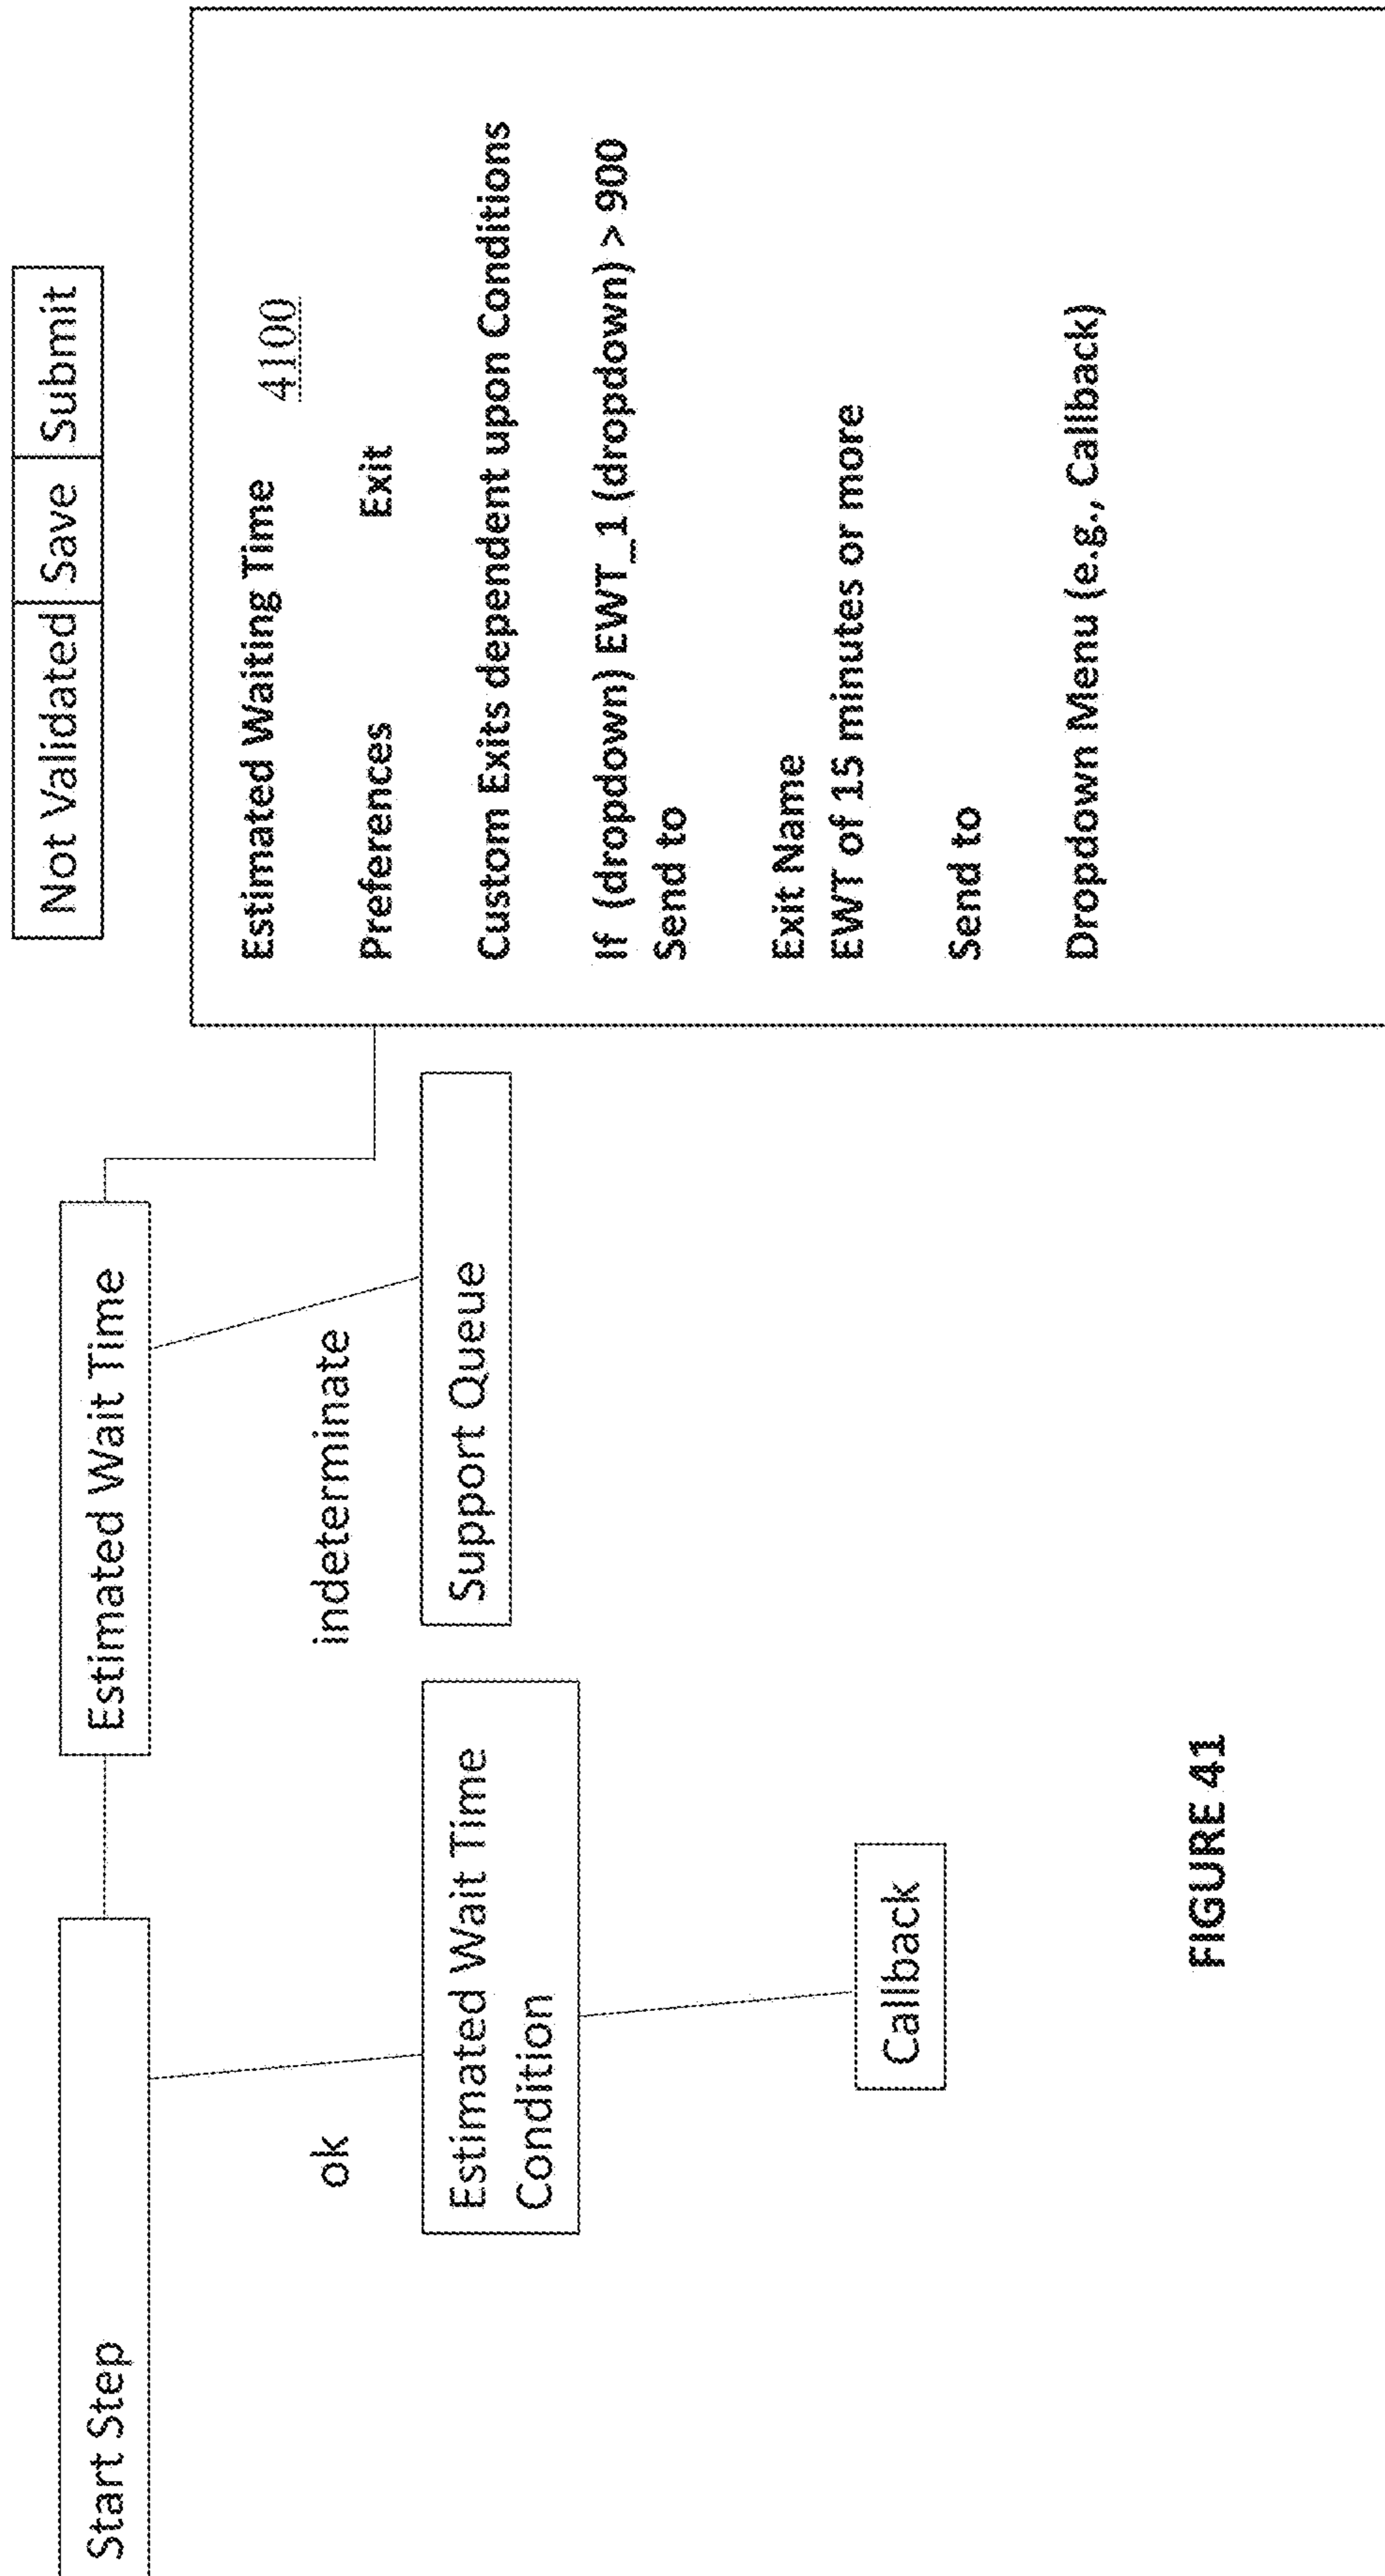 Not Validated Save Submit
Start Step
Estimated Wait Time
ok
indeterminate
Estimated Wait Time
Condition
Support Queue
Callback
Estimated Waiting Time 4100
Preferences Exit
Custom Exits dependent upon Conditions
If (dropdown) EWT_1 (dropdown) > 900
Send to
Exit Name
EWT of 15 minutes or more
Send to
Dropdown Menu (e.g., Callback)
FIGURE 41